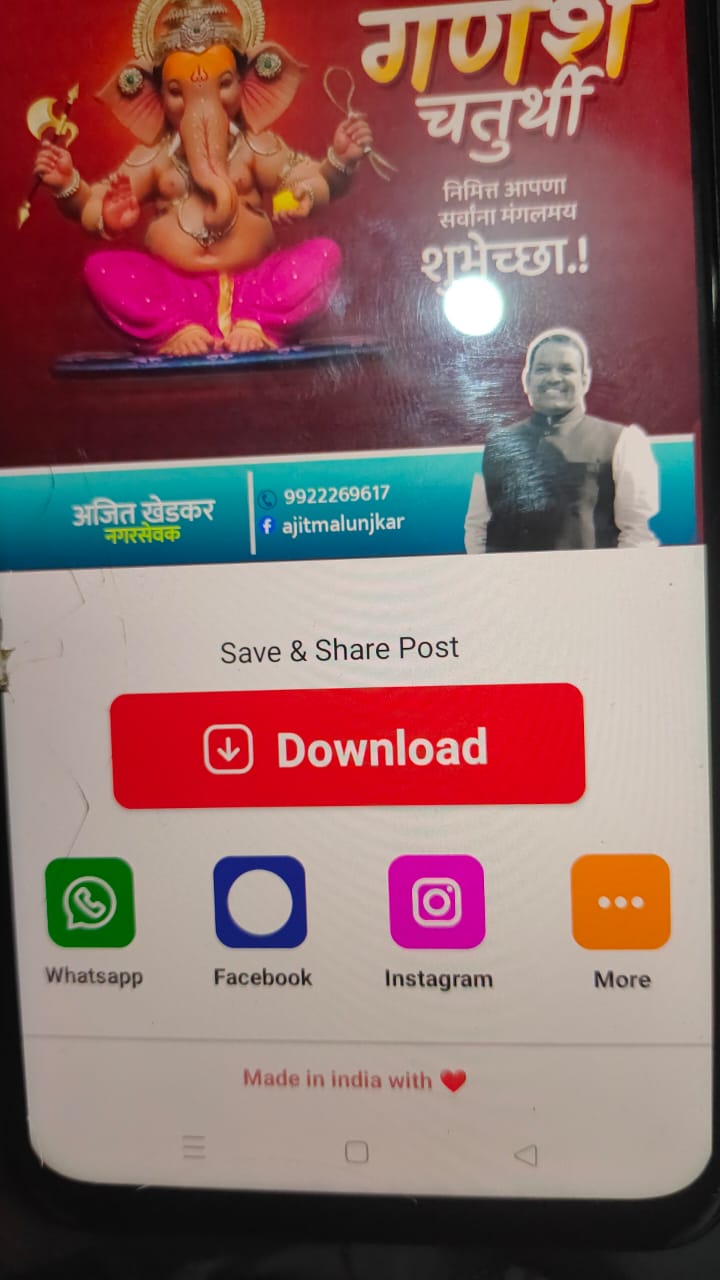 गणेश
चतुर्थी
निमित्त आपणा
सर्वांना मंगलमय
शुभेच्छा.!
अजित खेडकर
नगरसेवक
9922269617
ajitmalunjkar
Save & Share Post
Download
Whatsapp
Facebook
Instagram
More
Made in india with